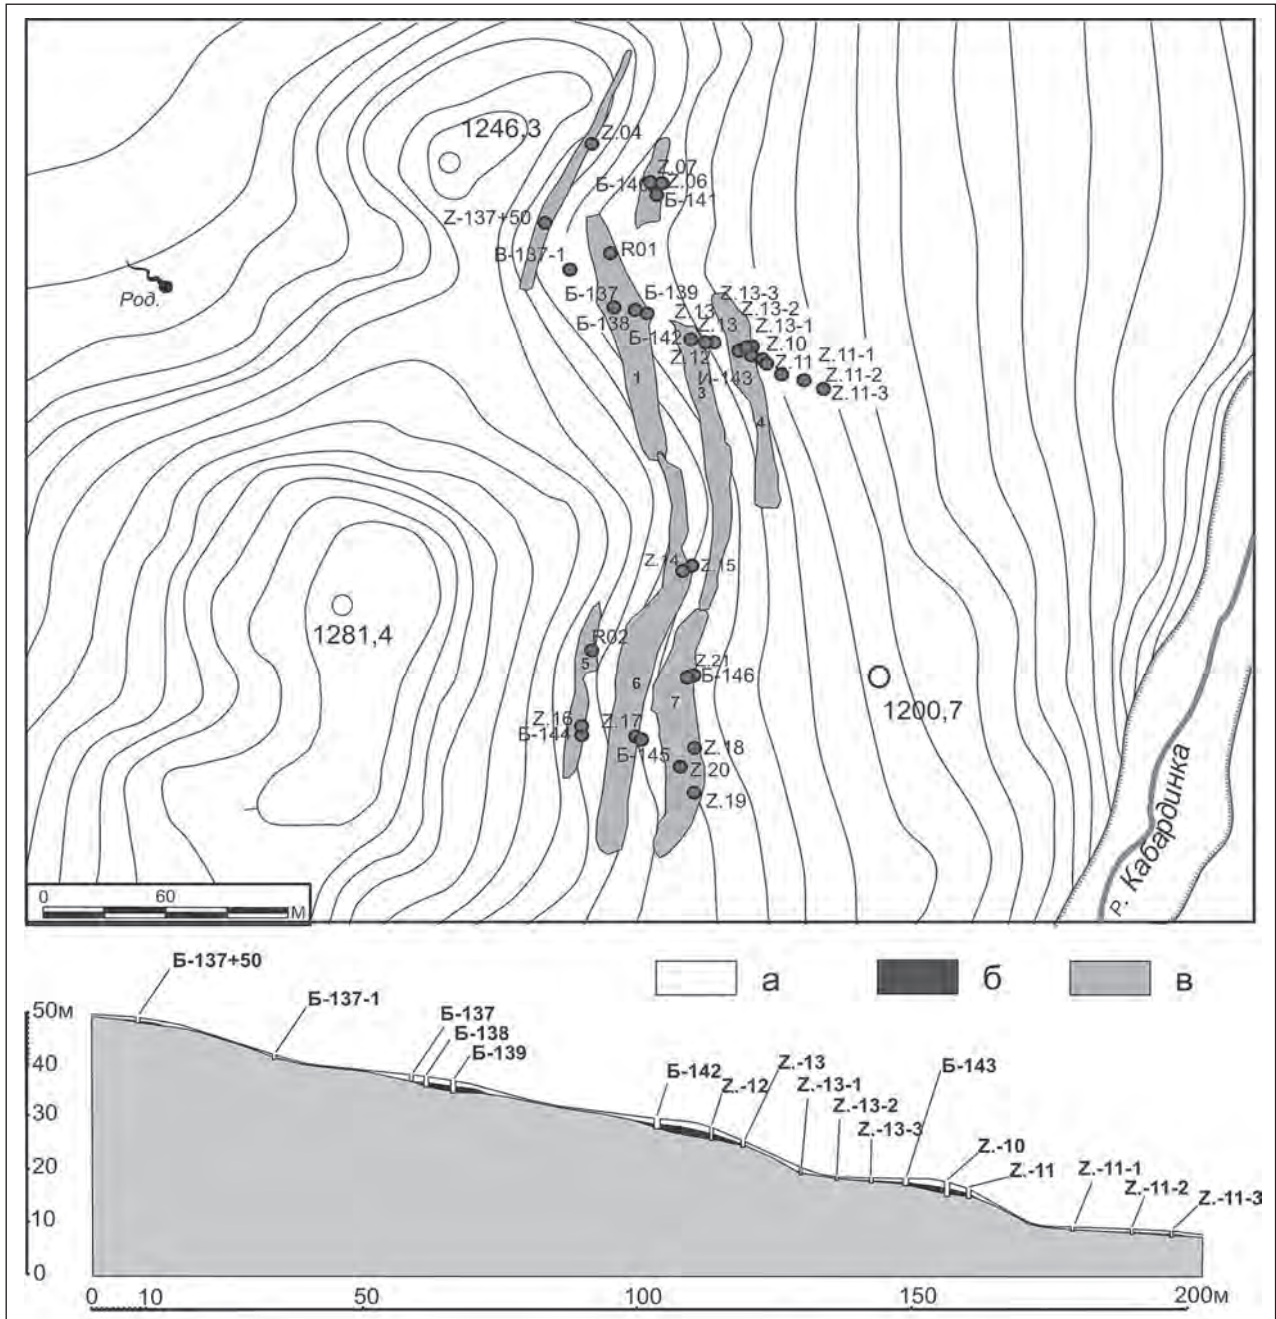 1246,3
Z.04
Z.07
Б-140
Z.06
Б-141
Z-137+50
R01
В-137-1
Род.
Б-137
Б-139
Z.13-3
Z.13
Z.13-2
Б-138
Z.13
Z.13-1
Б-142
Z.10
Z.12
Z.11
Z.11-1
1
И-143
Z.11-2
3
Z.11-3
4
Z.14
Z.15
1281,4
R02
5
Z.21
6
Б-146
7
1200,7
Z.16
Z.17
Б-144
Б-145
Z.18
Z.20
Z.19
р. Кабардинка
0 60
М
а б в
Б-137+50
Б-137-1
Б-137
Б-138
Б-139
Б-142
Z.-12
Z.-13
Z.-13-1
Z.-13-2
Z.-13-3
Б-143
Z.-10
Z.-11
Z.-11-1
Z.-11-2
Z.-11-3
50м
40
30
20
10
0
0 10 50 100 150 200м